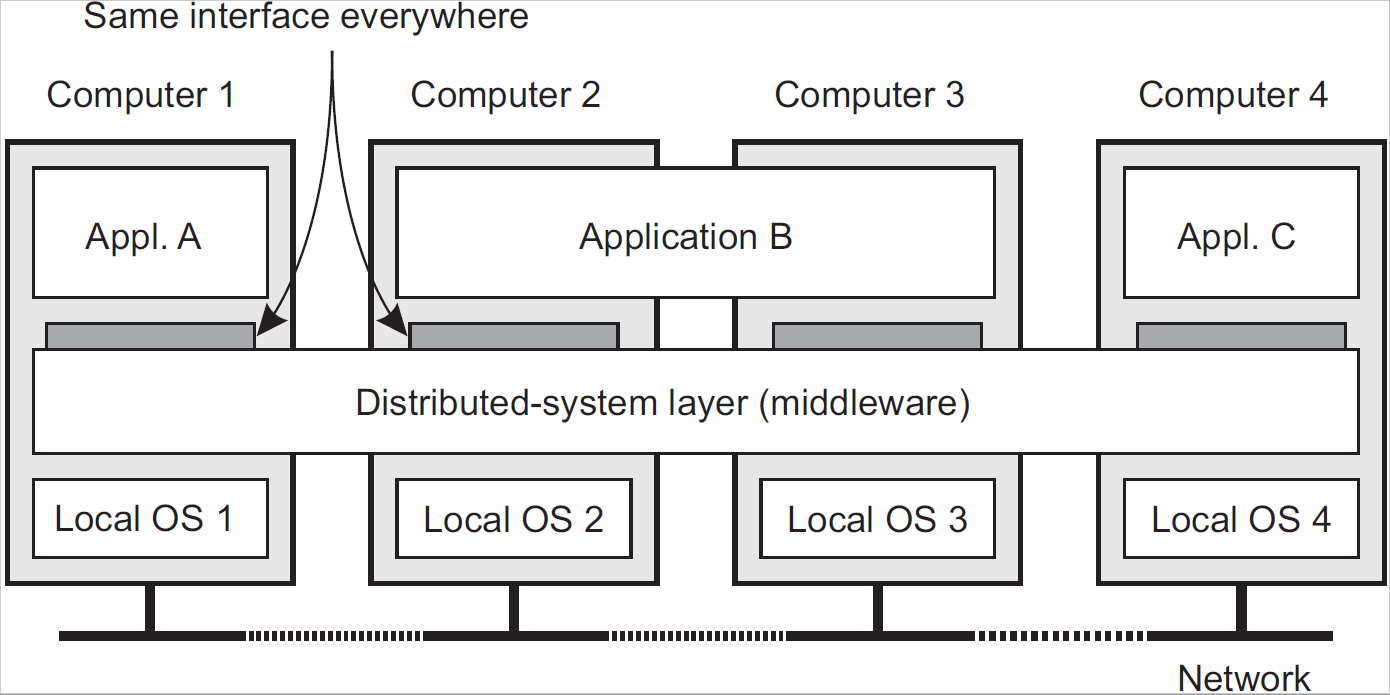 Same interface everywhere
Computer 1
Computer 2
Computer 3
Computer 4
Appl. A
Application B
Appl. C
Distributed-system layer (middleware)
Local OS 1
Local OS 2
Local OS 3
Local OS 4
Network